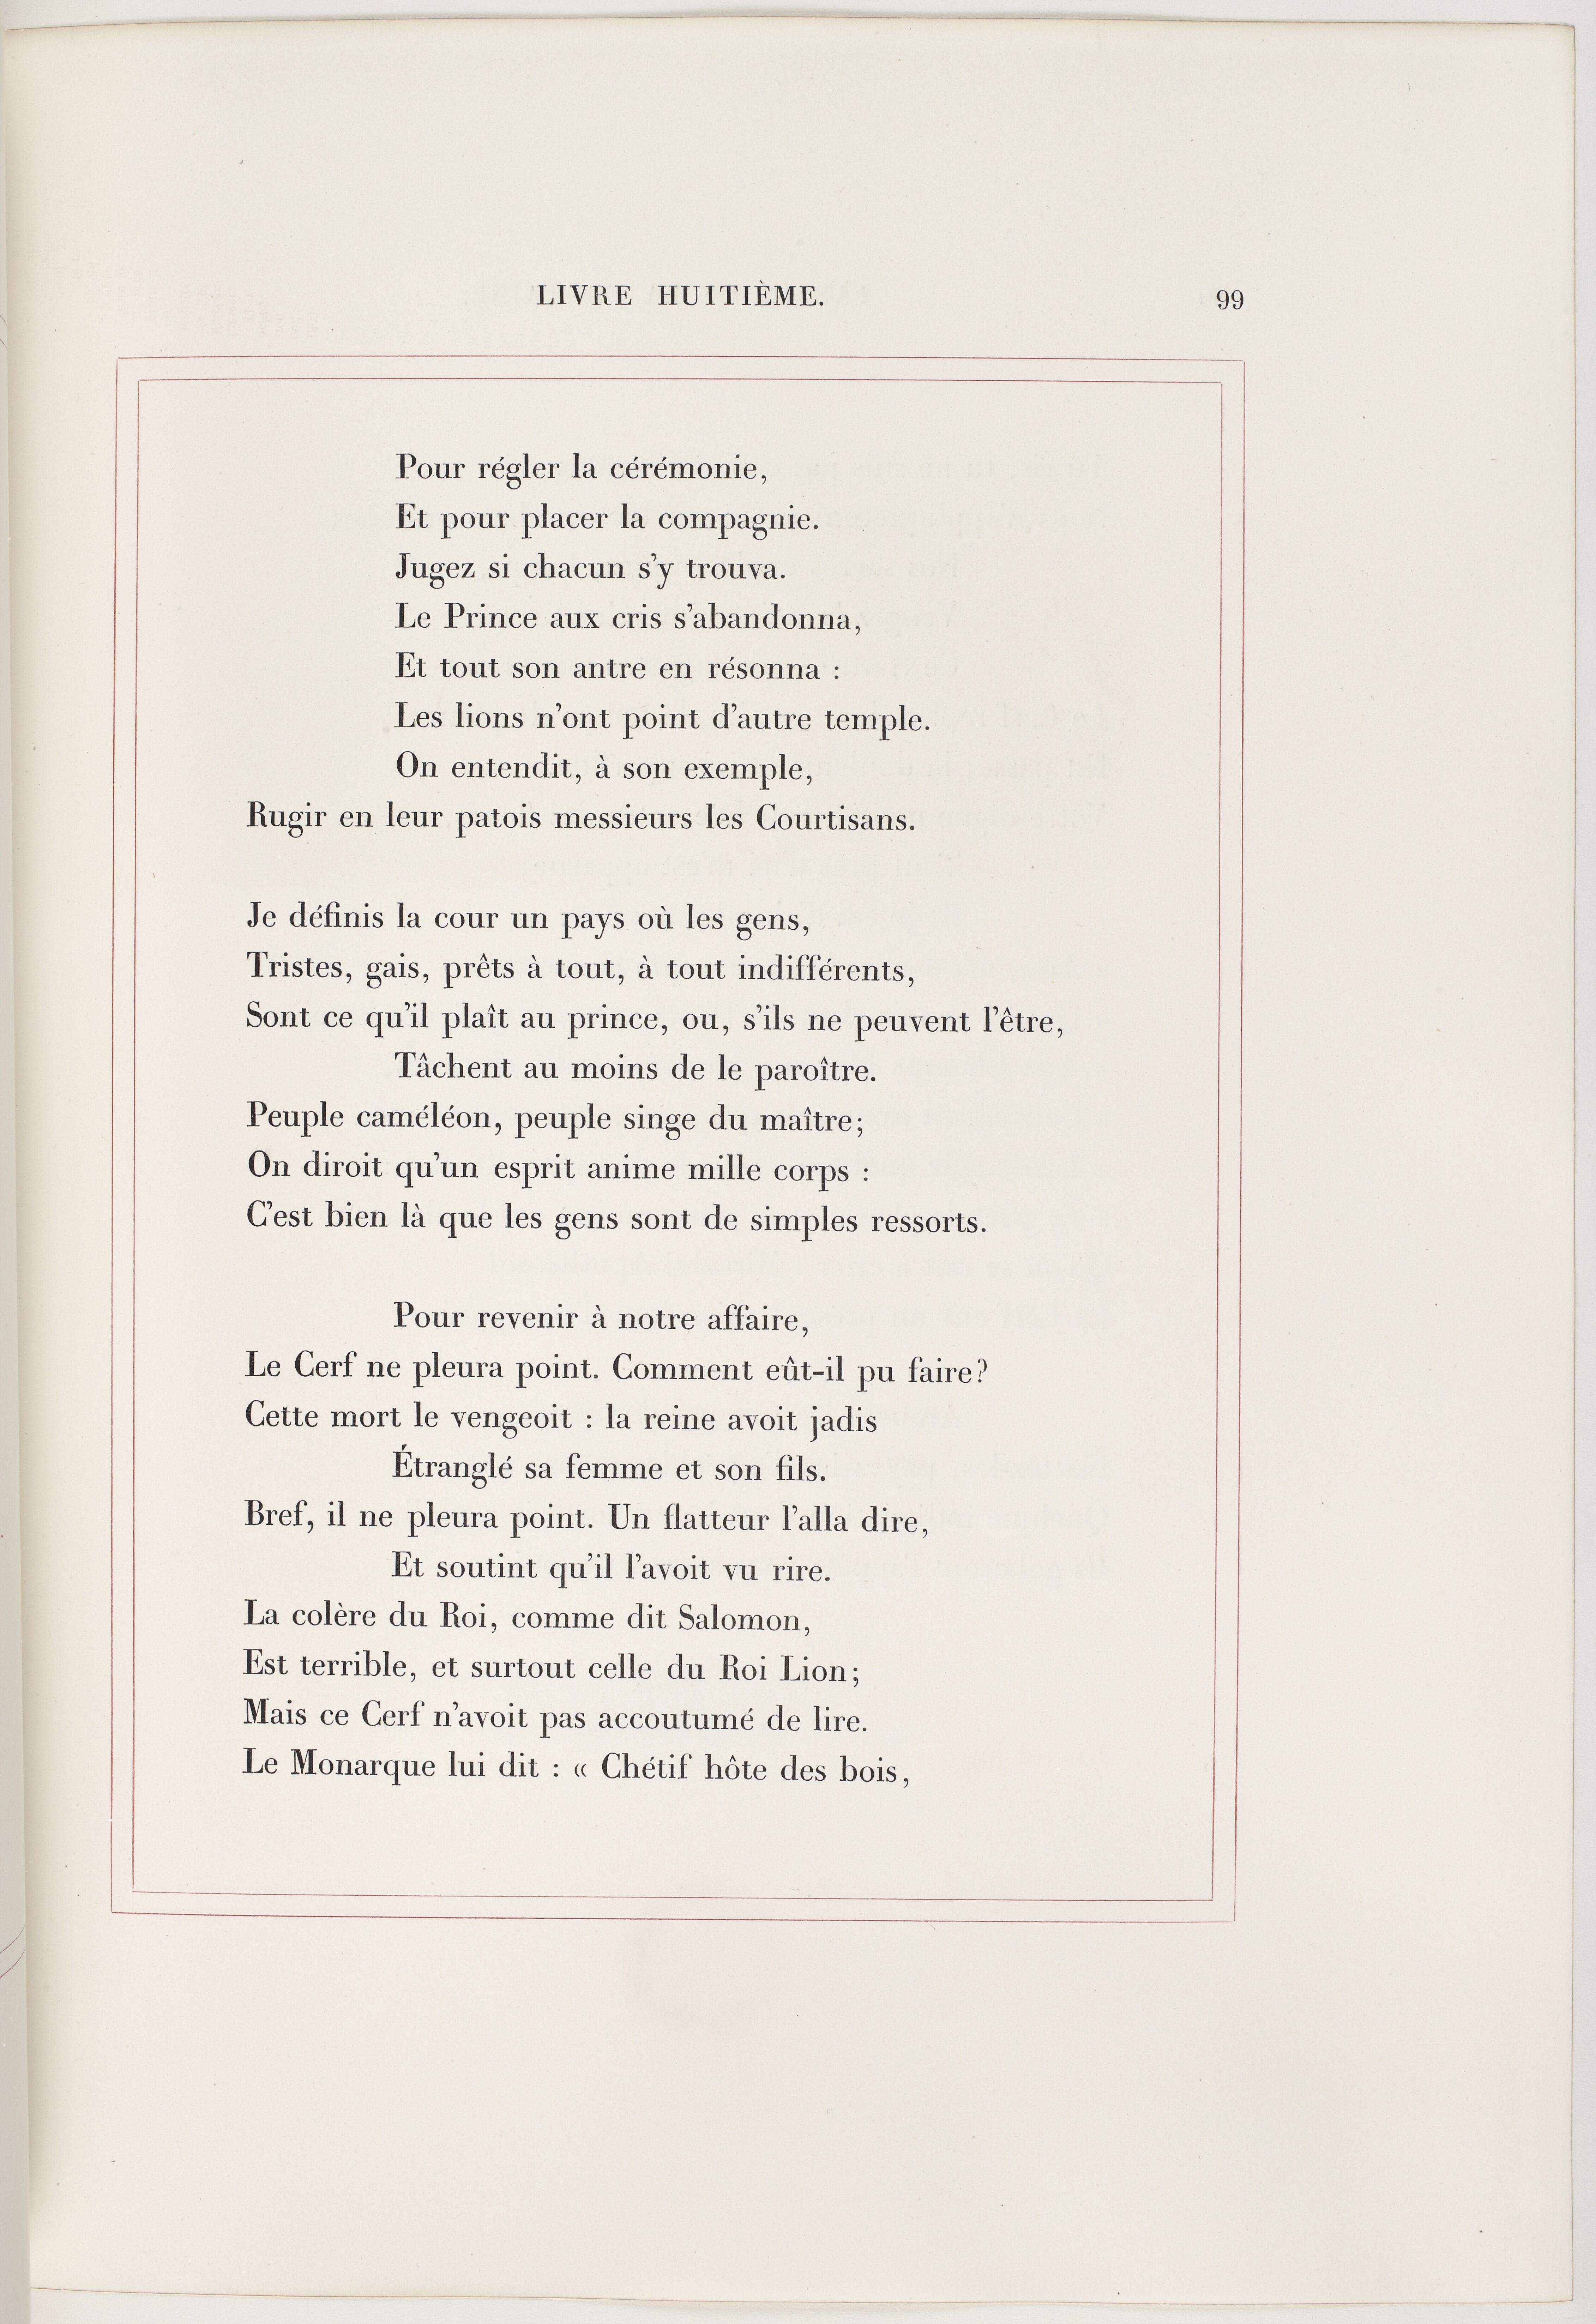 LIVRE HUITIÈME. 99
Pour régler la cérémonie,
Et pour placer la compagnie.
Jugez si chacun s'y trouva.
Le Prince aux cris s'abandonna,
Et tout son antre en résonna :
Les lions n'ont point d'autre temple.
On entendit, à son exemple,
Rugir en leur patois messieurs les Courtisans.
Je définis la cour un pays où les gens,
Tristes, gais, prêts à tout, à tout indifférents,
Sont ce qu'il plaît au prince, ou, s'ils ne peuvent l'être,
Tâchent au moins de le paroître.
Peuple caméléon, peuple singe du maître;
On diroit qu'un esprit anime mille corps :
C'est bien là que les gens sont de simples ressorts.
Pour revenir à notre affaire,
Le Cerf ne pleura point. Comment eût-il pu faire?
Cette mort le vengeoit : la reine avoit jadis
Étranglé sa femme et son fils.
Bref, il ne pleura point. Un flatteur l'alla dire,
Et soutint qu'il l'avoit vu rire.
La colère du Roi, comme dit Salomon,
Est terrible, et surtout celle du Roi Lion;
Mais ce Cerf n'avoit pas accoutumé de lire.
Le Monarque lui dit : « Chétif hôte des bois,